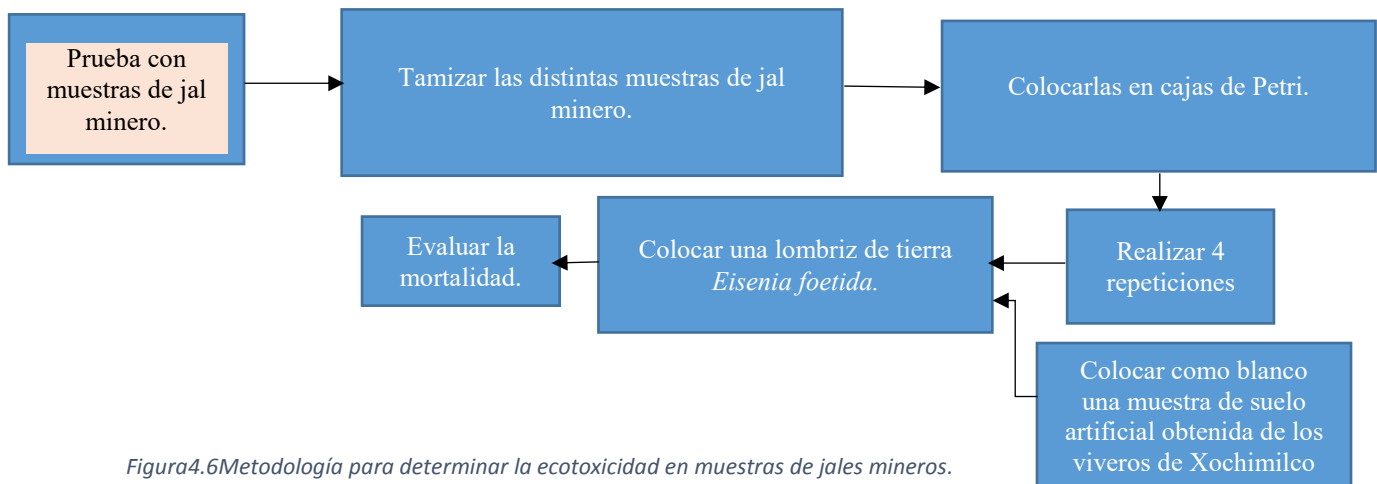 Prueba con
muestras de jal
minero.
Tamizar las distintas muestras de jal
minero.
Colocarlas en cajas de Petri.
Realizar 4
repeticiones
Colocar una lombriz de tierra
Eisenia foetida.
Evaluar la
mortalidad.
Colocar como blanco
una muestra de suelo
artificial obtenida de los
viveros de Xochimilco
Figura4.6Metodología para determinar la ecotoxicidad en muestras de jales mineros.